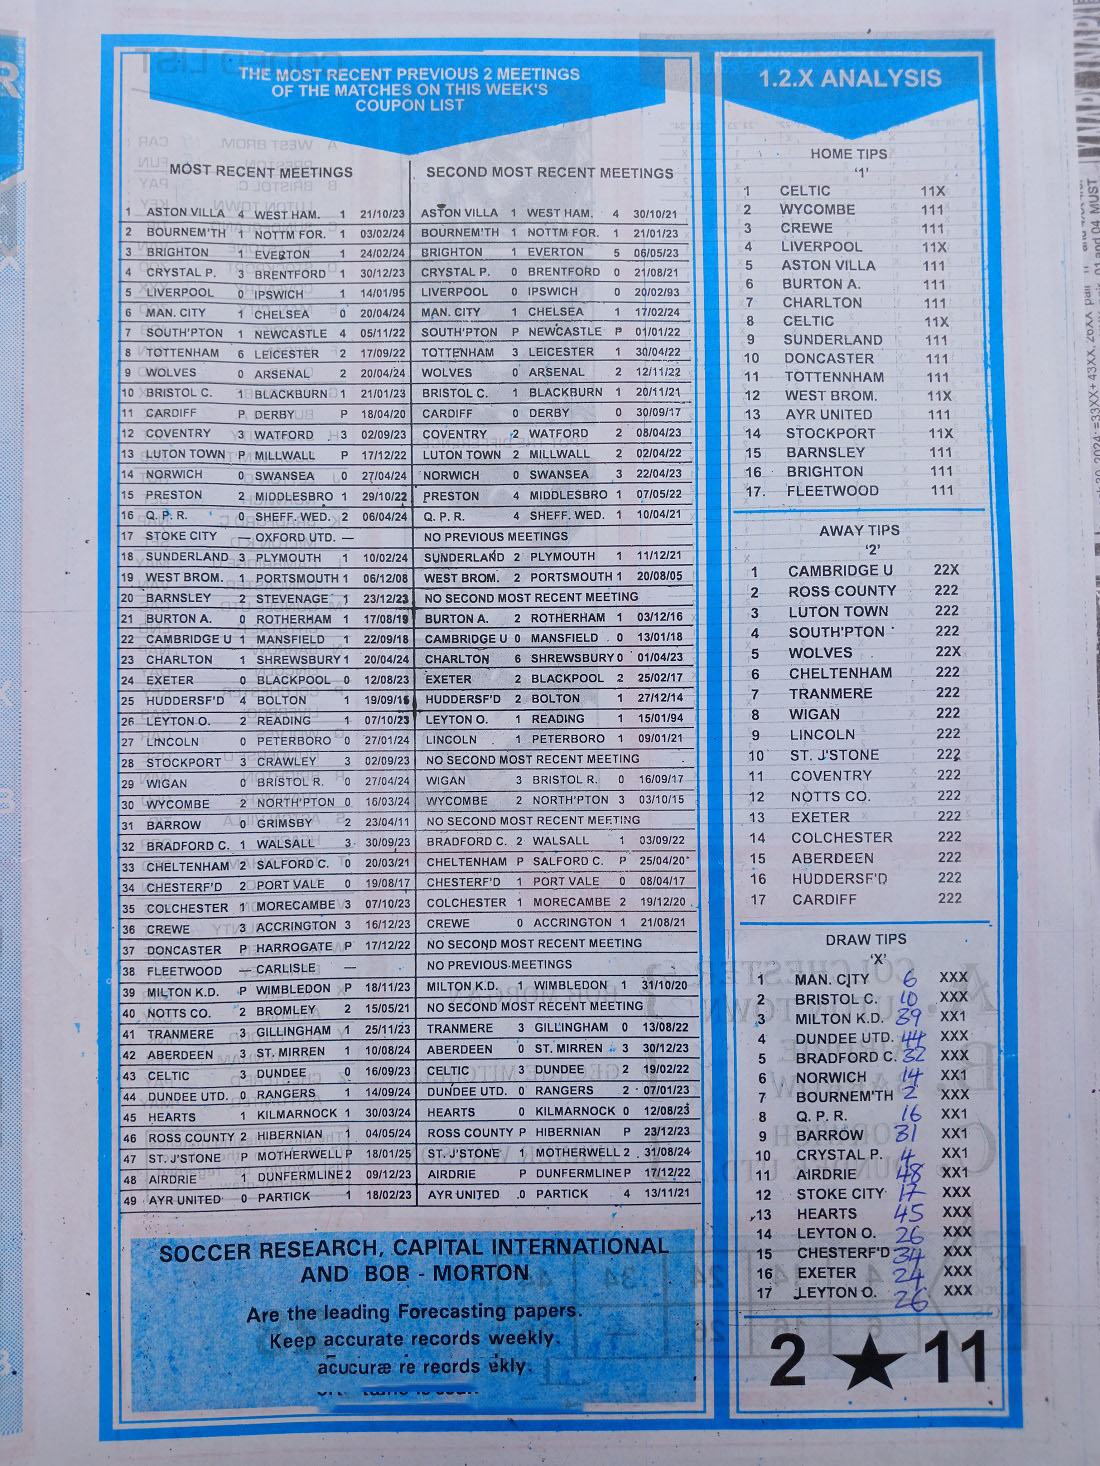 THE MOST RECENT PREVIOUS 2 MEETINGS
OF THE MATCHES ON THIS WEEK'S
COUPON LIST
MOST RECENT MEETINGS SECOND MOST RECENT MEETINGS
1 ASTON VILLA 4 WEST HAM. 1 21/10/23 ASTON VILLA 1 WEST HAM. 4 30/10/21
2 BOURNEM'TH 1 NOTTM FOR. 1 03/02/24 BOURNEM'TH 1 NOTTM FOR. 1 21/01/23
3 BRIGHTON 1 EVERTON 1 24/02/24 BRIGHTON 1 EVERTON 5 06/05/23
4 CRYSTAL P. 3 BRENTFORD 1 30/12/23 CRYSTAL P. 0 BRENTFORD 0 21/08/21
5 LIVERPOOL 0 IPSWICH 1 14/01/95 LIVERPOOL 0 IPSWICH 0 20/02/93
6 MAN. CITY 1 CHELSEA 0 20/04/24 MAN. CITY 1 CHELSEA 1 17/02/24
7 SOUTH'PTON 1 NEWCASTLE 4 05/11/22 SOUTH'PTON P NEWCASTLE P 01/01/22
8 TOTTENHAM 6 LEICESTER 2 17/09/22 TOTTENHAM 3 LEICESTER 1 30/04/22
9 WOLVES 0 ARSENAL 2 20/04/24 WOLVES 0 ARSENAL 2 12/11/22
10 BRISTOL C. 1 BLACKBURN 1 21/01/23 BRISTOL C. 1 BLACKBURN 1 20/11/21
11 CARDIFF P. DERBY P 18/04/20 CARDIFF 0 DERBY 0 30/09/17
12 COVENTRY 3 WATFORD 3 02/09/23 COVENTRY 2 WATFORD 2 08/04/23
13 LUTON TOWN P MILLWALL P 17/12/22 LUTON TOWN 2 MILLWALL 2 02/04/22
14 NORWICH 0 SWANSEA 0 27/04/24 NORWICH 0 SWANSEA 3 22/04/23
15 PRESTON 2 MIDDLESBRO 1 29/10/22 PRESTON 4 MIDDLESBRO 1 07/05/22
16 Q. P. R. 0 SHEFF. WED. 2 06/04/24 Q. P. R. 4 SHEFF. WED. 1 10/04/21
17 STOKE CITY — OXFORD UTD. — NO PREVIOUS MEETINGS
18 SUNDERLAND 3 PLYMOUTH 1 10/02/24 SUNDERLAND 2 PLYMOUTH 1 11/12/21
19 WEST BROM. 1 PORTSMOUTH 1 06/12/08 WEST BROM. 2 PORTSMOUTH 1 20/08/05
20 BARNSLEY 2 STEVENAGE 1 23/12/23 NO SECOND MOST RECENT MEETING
21 BURTON A. 0 ROTHERHAM 1 17/08/19 BURTON A. 2 ROTHERHAM 1 03/12/16
22 CAMBRIDGE U 1 MANSFIELD 1 22/09/18 CAMBRIDGE U 0 MANSFIELD 0 13/01/18
23 CHARLTON 1 SHREWSBURY 1 20/04/24 CHARLTON 6 SHREWSBURY 0 01/04/23
24 EXETER 0 BLACKPOOL 0 12/08/23 EXETER 2 BLACKPOOL 2 25/02/17
25 HUDDERSF'D 4 BOLTON 1 19/09/15 HUDDERSF'D 2 BOLTON 1 27/12/14
26 LEYTON O. 2 READING 1 07/10/23 LEYTON O. 1 READING 1 15/01/94
27 LINCOLN 0 PETERBORO 0 27/01/24 LINCOLN 1 PETERBORO 1 09/01/21
28 STOCKPORT 3 CRAWLEY 3 02/09/23 NO SECOND MOST RECENT MEETING
29 WIGAN 0 BRISTOL R. 0 27/04/24 WIGAN 3 BRISTOL R. 0 16/09/17
30 WYCOMBE 2 NORTH'PTON 0 16/03/24 WYCOMBE 2 NORTH'PTON 3 03/10/15
31 BARROW 0 GRIMSBY 2 23/04/11 NO SECOND MOST RECENT MEETING
32 BRADFORD C. 1 WALSALL 3 30/09/23 BRADFORD C. 2 WALSALL 1 03/09/22
33 CHELTENHAM 2 SALFORD C. 0 20/03/21 CHELTENHAM P SALFORD C. P 25/04/20
34 CHESTERF'D 2 PORT VALE 0 19/08/17 CHESTERF'D 1 PORT VALE 0 08/04/17
35 COLCHESTER 1 MORECAMBE 3 07/10/23 COLCHESTER 1 MORECAMBE 2 19/12/20
36 CREWE 3 ACCRINGTON 3 16/12/23 CREWE 0 ACCRINGTON 1 21/08/21
37 DONCASTER P HARROGATE P 17/12/22 NO SECOND MOST RECENT MEETING
38 FLEETWOOD — CARLISLE — NO PREVIOUS MEETINGS
39 MILTON K.D. P WIMBLEDON P 18/11/23 MILTON K.D. 1 WIMBLEDON 1 31/10/20
40 NOTTS CO. 2 BROMLEY 2 15/05/21 NO SECOND MOST RECENT MEETING
41 TRANMERE 3 GILLINGHAM 1 25/11/23 TRANMERE 3 GILLINGHAM 0 13/08/22
42 ABERDEEN 3 ST. MIRREN 1 10/08/24 ABERDEEN 0 ST. MIRREN 3 30/12/23
43 CELTIC 3 DUNDEE 0 16/09/23 CELTIC 3 DUNDEE 2 19/02/22
44 DUNDEE UTD. 0 RANGERS 1 14/09/24 DUNDEE UTD. 0 RANGERS 2 07/01/23
45 HEARTS 1 KILMARNOCK 1 30/03/24 HEARTS 0 KILMARNOCK 0 12/08/23
46 ROSS COUNTY 2 HIBERNIAN 1 04/05/24 ROSS COUNTY P HIBERNIAN P 23/12/23
47 ST. J'STONE P MOTHERWELL P 18/01/25 ST. J'STONE 1 MOTHERWELL 2 31/08/24
48 AIRDRIE 1 DUNFERMLINE 2 09/12/23 AIRDRIE P DUNFERMLINE P 17/12/22
49 AYR UNITED 0 PARTICK 1 18/02/23 AYR UNITED .0 PARTICK 4 13/11/21
SOCCER RESEARCH, CAPITAL INTERNATIONAL
AND BOB - MORTON
Are the leading Forecasting papers.
Keep accurate records weekly.
1.2.X ANALYSIS
HOME TIPS
'1'
1 CELTIC 11X
2 WYCOMBE 111
3 CREWE 111
4 LIVERPOOL 11X
5 ASTON VILLA 111
6 BURTON A. 111
7 CHARLTON 111
8 CELTIC 11X
9 SUNDERLAND 111
10 DONCASTER 111
11 TOTTENNHAM 111
12 WEST BROM. 11X
13 AYR UNITED 111
14 STOCKPORT 11X
15 BARNSLEY 111
16 BRIGHTON 111
17. FLEETWOOD 111
AWAY TIPS
'2'
1 CAMBRIDGE U 22X
2 ROSS COUNTY 222
3 LUTON TOWN 222
4 SOUTH'PTON 222
5 WOLVES 22X
6 CHELTENHAM 222
7 TRANMERE 222
8 WIGAN 222
9 LINCOLN 222
10 ST. J'STONE 222
11 COVENTRY 222
12 NOTTS CO. 222
13 EXETER 222
14 COLCHESTER 222
15 ABERDEEN 222
16 HUDDERSF'D 222
17 CARDIFF 222
DRAW TIPS
'X'
1 MAN. CITY 6 XXX
2 BRISTOL C. 10 XXX
3 MILTON K.D. 39 XX1
4 DUNDEE UTD. 44 XXX
5 BRADFORD C. 32 XXX
6 NORWICH 14 XX1
7 BOURNEM'TH 2 XXX
8 Q. P. R. 16 XX1
9 BARROW 31 XX1
10 CRYSTAL P. 4 XX1
11 AIRDRIE 48 XX1
12 STOKE CITY 17 XXX
13 HEARTS 45 XXX
14 LEYTON O. 26 XXX
15 CHESTERF'D 34 XXX
16 EXETER 24 XXX
17 LEYTON O. 26 XXX
2 ★ 11